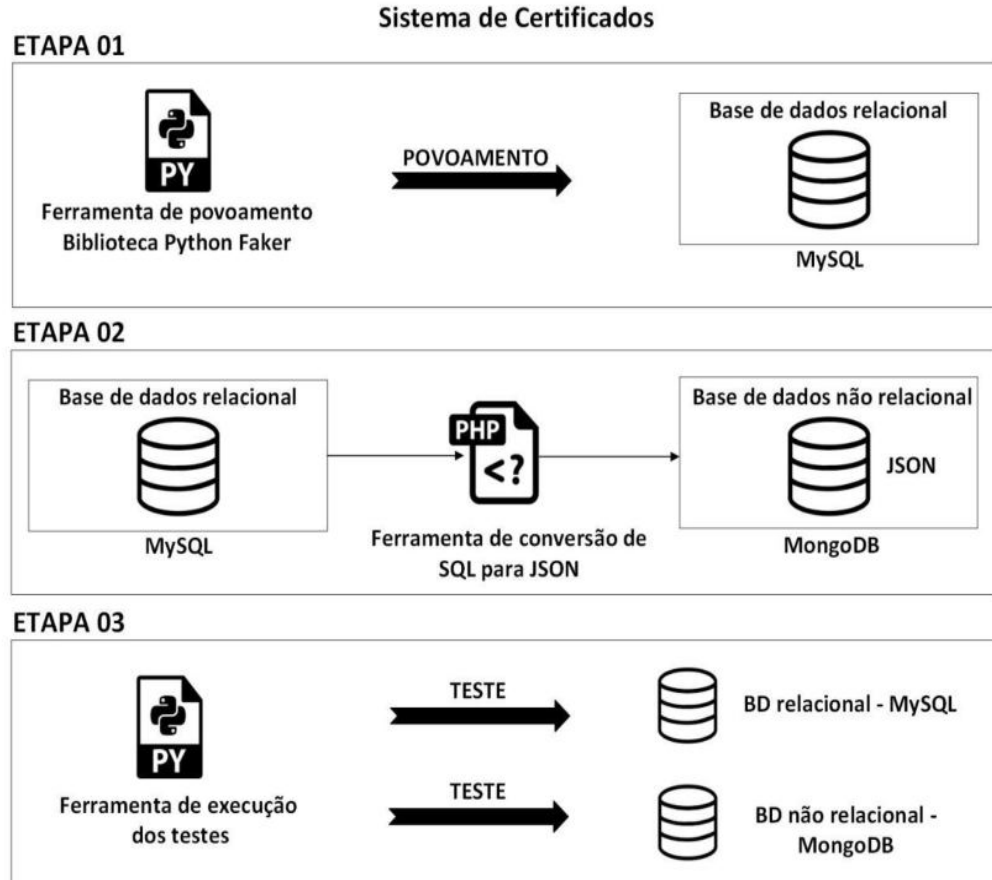 Sistema de Certificados
ETAPA 01
PY
Ferramenta de povoamento
Biblioteca Python Faker
POVOAMENTO
Base de dados relacional
MySQL
ETAPA 02
Base de dados relacional
MySQL
PHP
<?
Ferramenta de conversão de
SQL para JSON
Base de dados não relacional
JSON
MongoDB
ETAPA 03
PY
Ferramenta de execução
dos testes
TESTE
BD relacional - MySQL
TESTE
BD não relacional -
MongoDB